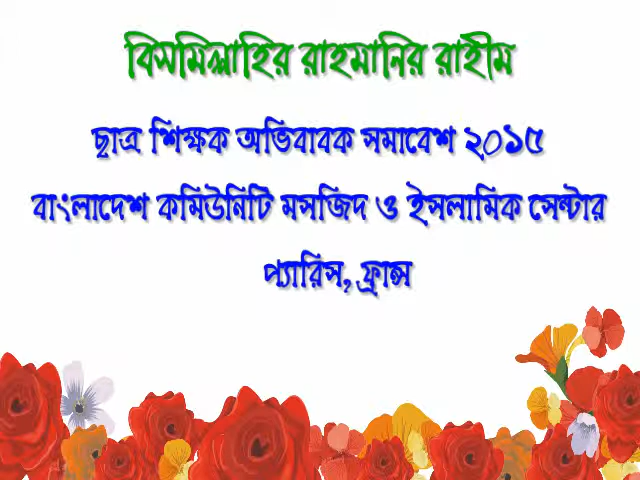 বিসমিল্লাহির রাহমানির রাহীম
ছাত্র শিক্ষক অভিবাবক সমাবেশ ২০১৫
বাংলাদেশ কমিউনিটি মসজিদ ও ইসলামিক সেন্টার
প্যারিস, ফ্রান্স